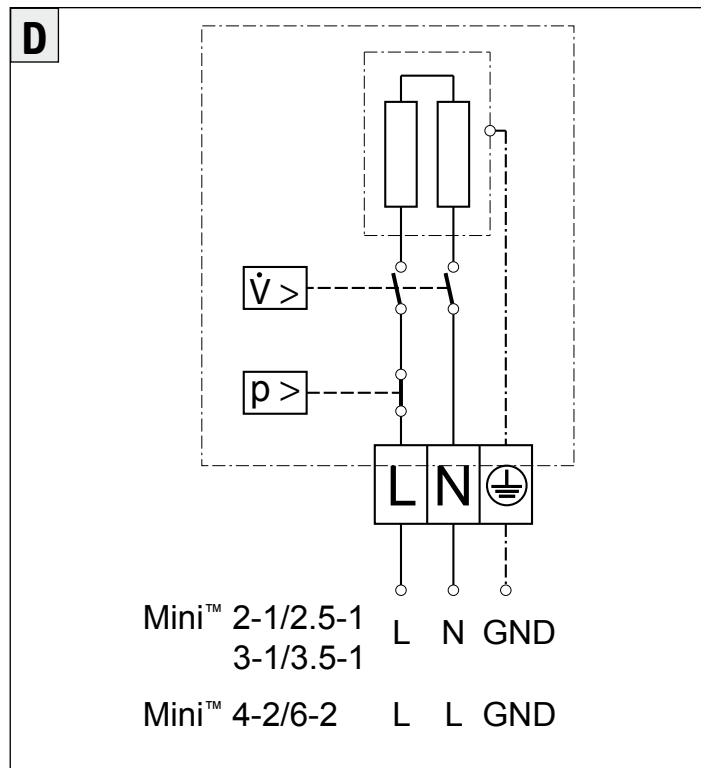 D
V̇ >
p >
L N
Mini™ 2-1/2.5-1 L N GND
3-1/3.5-1
Mini™ 4-2/6-2 L L GND